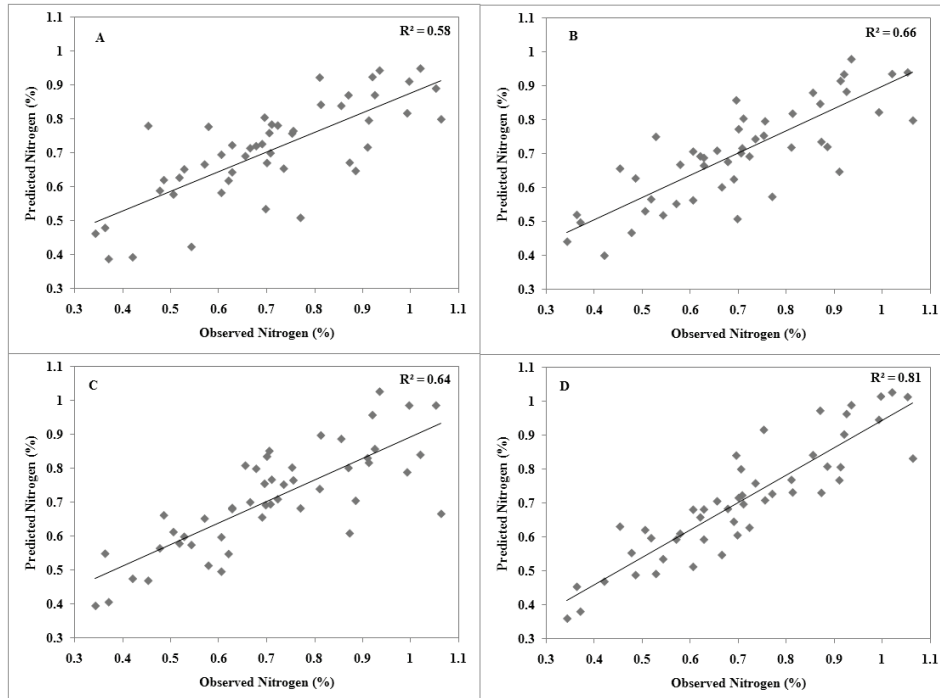 A
R² = 0.58
Predicted Nitrogen (%)
1.1
1
0.9
0.8
0.7
0.6
0.5
0.4
0.3
0.3 0.4 0.5 0.6 0.7 0.8 0.9 1 1.1
Observed Nitrogen (%)
B
R² = 0.66
Predicted Nitrogen (%)
1.1
1
0.9
0.8
0.7
0.6
0.5
0.4
0.3
0.3 0.4 0.5 0.6 0.7 0.8 0.9 1 1.1
Observed Nitrogen (%)
C
R² = 0.64
Predicted Nitrogen (%)
1.1
1
0.9
0.8
0.7
0.6
0.5
0.4
0.3
0.3 0.4 0.5 0.6 0.7 0.8 0.9 1 1.1
Observed Nitrogen (%)
D
R² = 0.81
Predicted Nitrogen (%)
1.1
1
0.9
0.8
0.7
0.6
0.5
0.4
0.3
0.3 0.4 0.5 0.6 0.7 0.8 0.9 1 1.1
Observed Nitrogen (%)